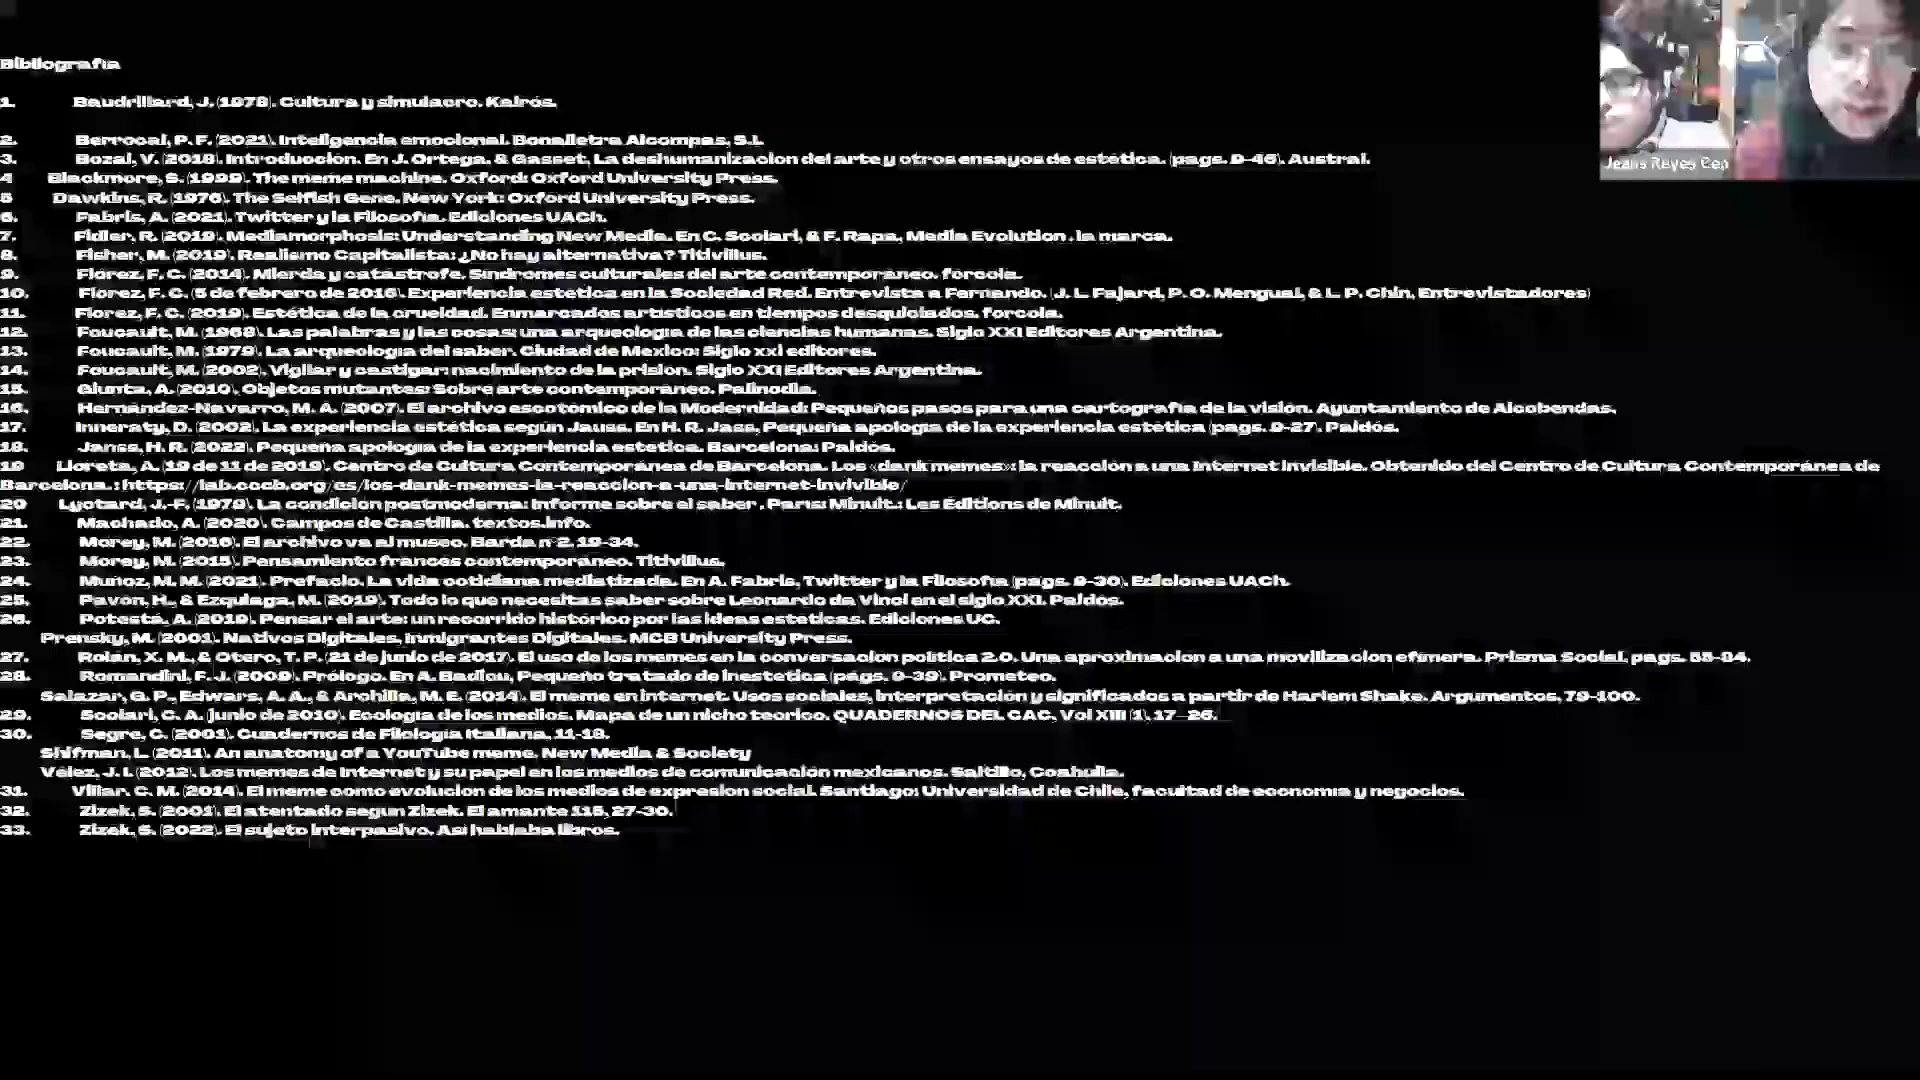 Bibliografía
1. Baudrillard, J. (1978). Cultura y simulacro. Kairós.
2. Berrocal, P. F. (2021). Inteligencia emocional. Bonalletra Alcompas, S.L.
3. Bozal, V. (2018). Introducción. En J. Ortega, & Gasset, La deshumanización del arte y otros ensayos de estética. (págs. 9-46). Austral.
4 Blackmore, S. (1999). The meme machine. Oxford: Oxford University Press.
5 Dawkins, R. (1976). The Selfish Gene. New York: Oxford University Press.
6. Fabris, A. (2021). Twitter y la Filosofía. Ediciones UACh.
7. Fidler, R. (2019). Mediamorphosis: Understanding New Media. En C. Scolari, & F. Rapa, Media Evolution . la marca.
8. Fisher, M. (2019). Realismo Capitalista: ¿No hay alternativa? Titivillus.
9. Flórez, F. C. (2014). Mierda y catástrofe. Síndromes culturales del arte contemporáneo. fórcola.
10. Florez, F. C. (5 de febrero de 2016). Experiencia estética en la Sociedad Red. Entrevista a Fernando. (J. L. Fajard, P. O. Mengual, & L. P. Chin, Entrevistadores)
11. Florez, F. C. (2019). Estética de la crueldad. Enmarcados artísticos en tiempos desquiciados. forcola.
12. Foucault, M. (1968). Las palabras y las cosas: una arqueología de las ciencias humanas. Siglo XXI Editores Argentina.
13. Foucault, M. (1979). La arqueología del saber. Ciudad de Mexico: Siglo xxi editores.
14. Foucault, M. (2002). Vigilar y castigar: nacimiento de la prisión. Siglo XXI Editores Argentina.
15. Giunta, A. (2010). Objetos mutantes: Sobre arte contemporáneo. Palinodia.
16. Hernández-Navarro, M. A. (2007). El archivo escotómico de la Modernidad: Pequeños pasos para una cartografía de la visión. Ayuntamiento de Alcobendas.
17. Inneraty, D. (2002). La experiencia estética según Jauss. En H. R. Jass, Pequeña apología de la experiencia estética (págs. 9-27). Paidós.
18. Janss, H. R. (2022). Pequeña apología de la experiencia estética. Barcelona: Paidós.
19 Lloreta, A. (19 de 11 de 2019). Centro de Cultura Contemporánea de Barcelona. Los «dank memes»: la reacción a una Internet invisible. Obtenido del Centro de Cultura Contemporánea de
Barcelona. : https://lab.cccb.org/es/los-dank-memes-la-reaccion-a-una-internet-invivible/
20 Lyotard, J.-F. (1979). La condición postmoderna: Informe sobre el saber . Paris: Minuit.: Les Éditions de Minuit.
21. Machado, A. (2020). Campos de Castilla. textos.info.
22. Morey, M. (2016). El archivo va al museo. Barda nº2, 19-34.
23. Morey, M. (2015). Pensamiento francés contemporáneo. Titivillus.
24. Muñoz, M. M. (2021). Prefacio. La vida cotidiana mediatizada. En A. Fabris, Twitter y la Filosofía (págs. 9-30). Ediciones UACh.
25. Pavón, H., & Ezquiaga, M. (2019). Todo lo que necesitas saber sobre Leonardo da Vinci en el siglo XXI. Paidós.
26. Potestá, A. (2019). Pensar el arte: un recorrido histórico por las ideas estéticas. Ediciones UC.
Prensky, M. (2001). Nativos Digitales, Inmigrantes Digitales. MCB University Press.
27. Rolán, X. M., & Otero, T. P. (21 de junio de 2017). El uso de los memes en la conversación política 2.0. Una aproximación a una movilización efímera. Prisma Social, págs. 55-84.
28. Romandini, F. J. (2009). Prólogo. En A. Badiou, Pequeño tratado de inestética (págs. 9-39). Prometeo.
Salazar, G. P., Edwars, A. A., & Archilla, M. E. (2014). El meme en internet. Usos sociales, interpretación y significados a partir de Harlem Shake. Argumentos, 79-100.
29. Scolari, C. A. (junio de 2010). Ecología de los medios. Mapa de un nicho teórico. QUADERNOS DEL CAC, Vol XIII (1), 17-26.
30. Segre, C. (2001). Cuadernos de Filología Italiana, 11-18.
Shifman, L. (2011). An anatomy of a YouTube meme. New Media & Society
Vélez, J. I. (2012). Los memes de Internet y su papel en los medios de comunicación mexicanos. Saltillo, Coahuila.
31. Villar. C. M. (2014). El meme como evolución de los medios de expresión social. Santiago: Universidad de Chile, facultad de economía y negocios.
32. Zizek, S. (2001). El atentado según Zizek. El amante 115, 27-30.
33. Zizek, S. (2022). El sujeto interpasivo. Así hablaba libros.
Jeans Reyes Cep